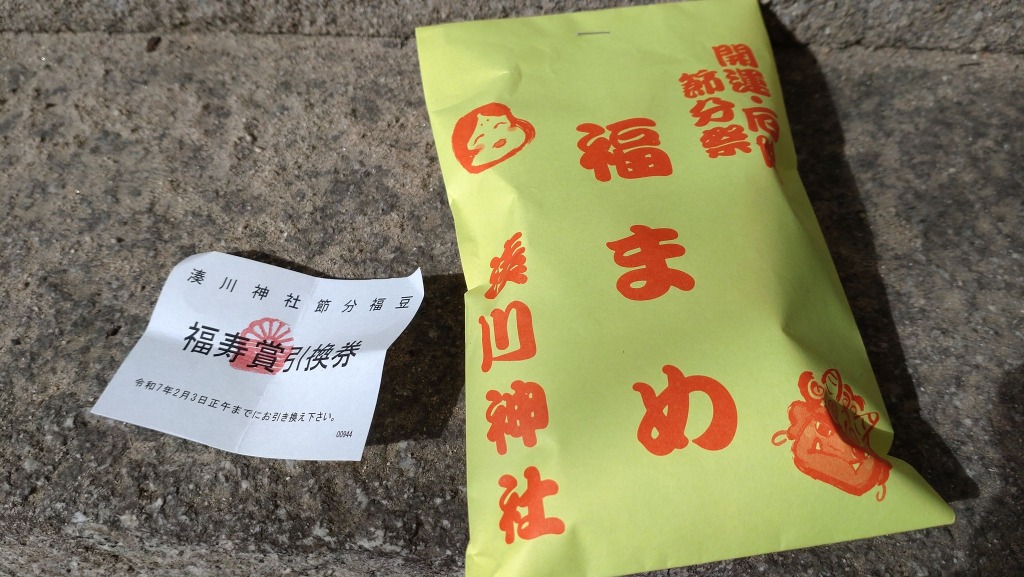 湊川神社節分福豆
福寿賞引換券
令和7年2月3日正午までにお引き換え下さい。
00944
開運・
節分祭
福まめ
湊川神社